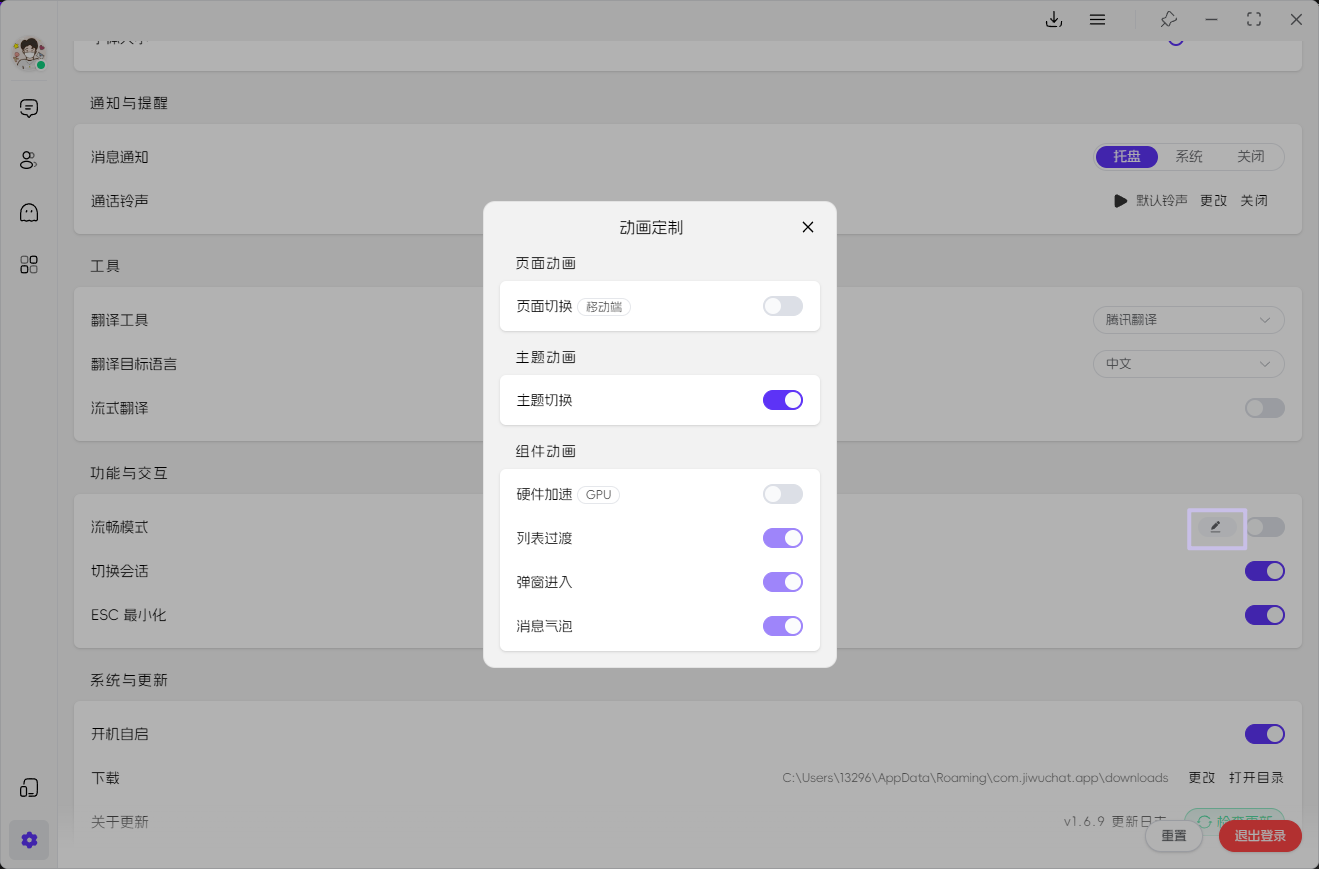 通知与提醒
消息通知
托盘 系统 关闭
通话铃声
默认铃声 更改 关闭
工具
翻译工具
腾讯翻译
翻译目标语言
中文
流式翻译
功能与交互
流畅模式
切换会话
ESC 最小化
系统与更新
开机自启
下载
C:\Users\13296\AppData\Roaming\com.jiwuchat.app\downloads 更改 打开目录
关于更新
v1.6.9 更新日志
检查更新
重置
退出登录
动画定制
页面动画
页面切换 移动端
主题动画
主题切换
组件动画
硬件加速 GPU
列表过渡
弹窗进入
消息气泡